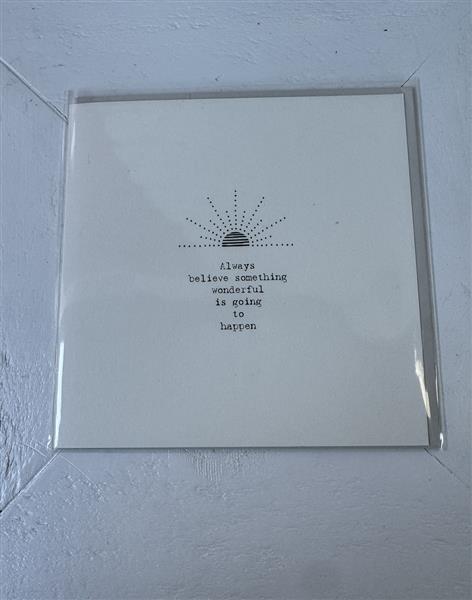 Always
believe something
wonderful
is going
to
happen